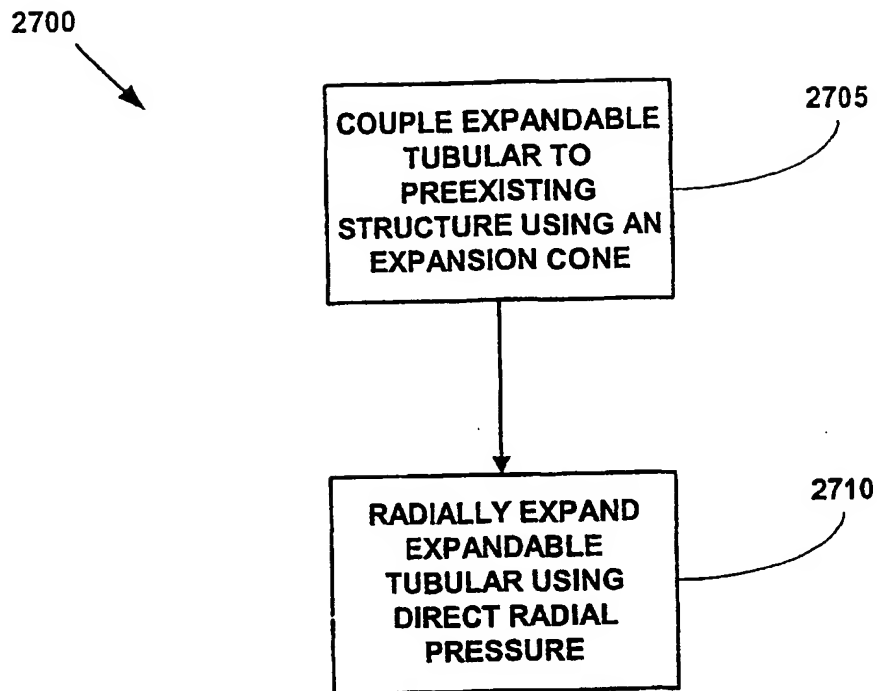 2700
COUPLE EXPANDABLE
TUBULAR TO
PREEXISTING
STRUCTURE USING AN
EXPANSION CONE
2705
RADIALLY EXPAND
EXPANDABLE
TUBULAR USING
DIRECT RADIAL
PRESSURE
2710